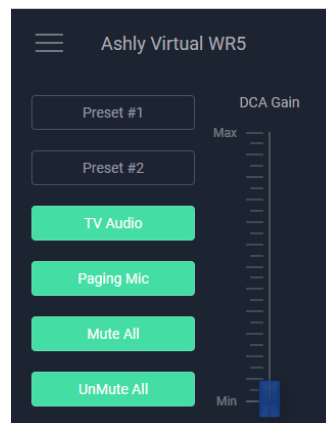 Ashly Virtual WR5
Preset #1
Preset #2
TV Audio
Paging Mic
Mute All
UnMute All
DCA Gain
Max
Min